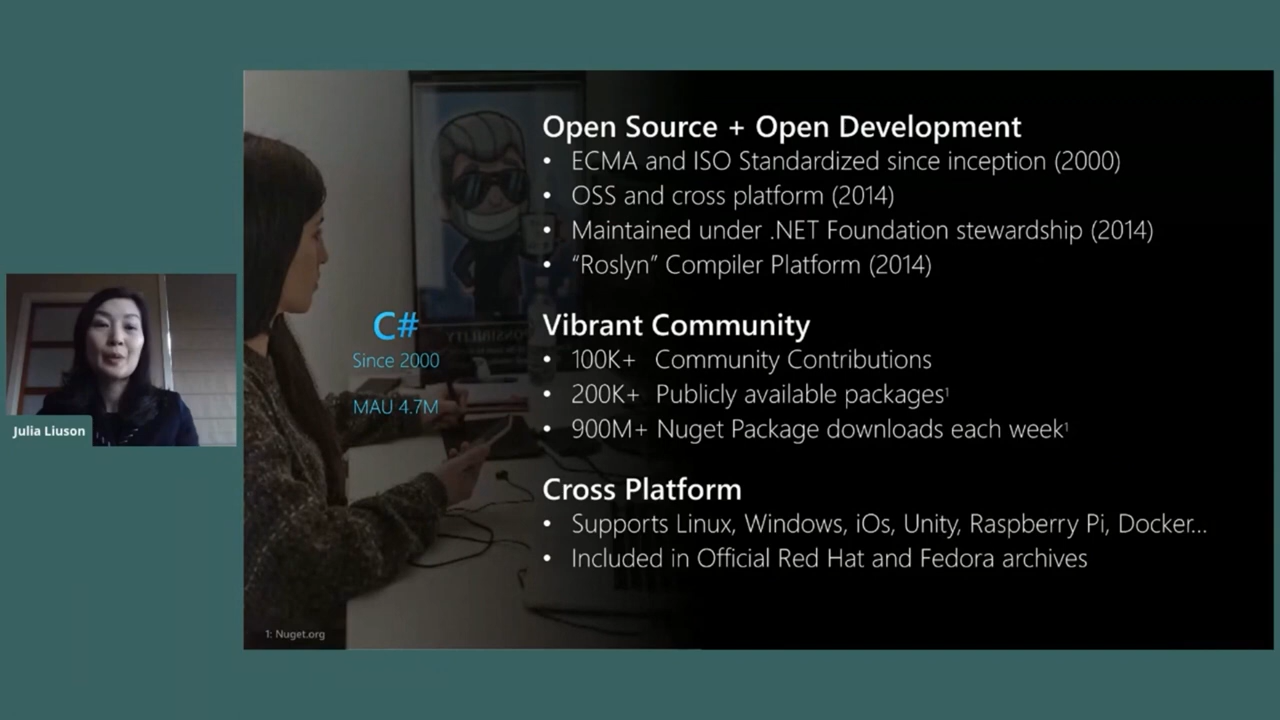 Open Source + Open Development
• ECMA and ISO Standardized since inception (2000)
• OSS and cross platform (2014)
• Maintained under .NET Foundation stewardship (2014)
• “Roslyn” Compiler Platform (2014)
C#
Since 2000
MAU 4.7M
Vibrant Community
• 100K+ Community Contributions
• 200K+ Publicly available packages¹
• 900M+ Nuget Package downloads each week¹
Cross Platform
• Supports Linux, Windows, iOs, Unity, Raspberry Pi, Docker...
• Included in Official Red Hat and Fedora archives
1: Nuget.org
Julia Liuson